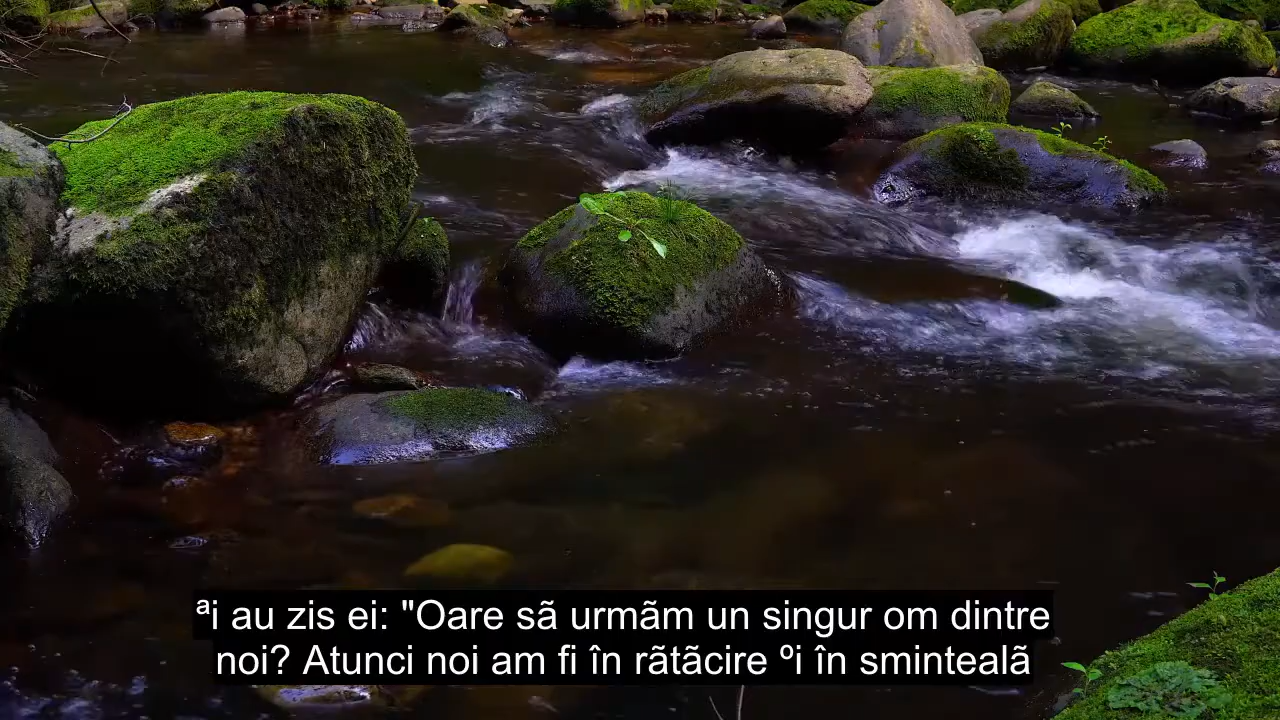 ªi au zis ei: "Oare sã urmãm un singur om dintre
noi? Atunci noi am fi în rãtãcire ºi în smintealã